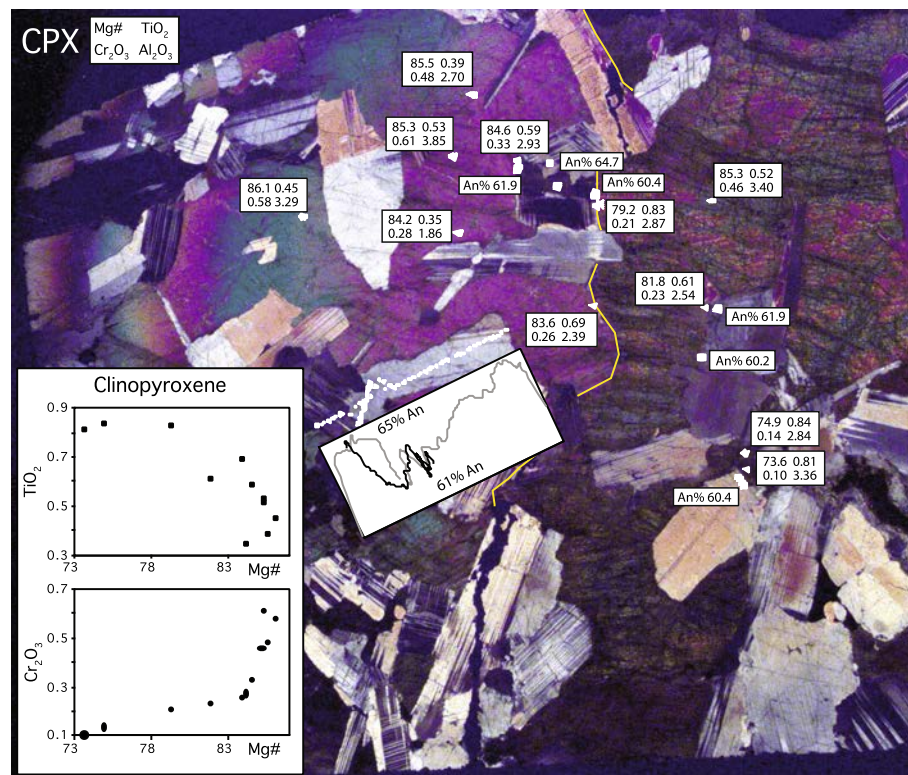 CPX
Mg# TiO2
Cr2O3 Al2O3
85.5 0.39
0.48 2.70
85.3 0.53
0.61 3.85
84.6 0.59
0.33 2.93
An% 64.7
An% 61.9
An% 60.4
85.3 0.52
0.46 3.40
86.1 0.45
0.58 3.29
79.2 0.83
0.21 2.87
84.2 0.35
0.28 1.86
81.8 0.61
0.23 2.54
An% 61.9
83.6 0.69
0.26 2.39
An% 60.2
65% An
61% An
74.9 0.84
0.14 2.84
73.6 0.81
0.10 3.36
An% 60.4
Clinopyroxene
0.9
0.7
0.5
0.3
TiO2
73 78 83 Mg#
0.7
0.5
0.3
0.1
Cr2O3
73 78 83 Mg#